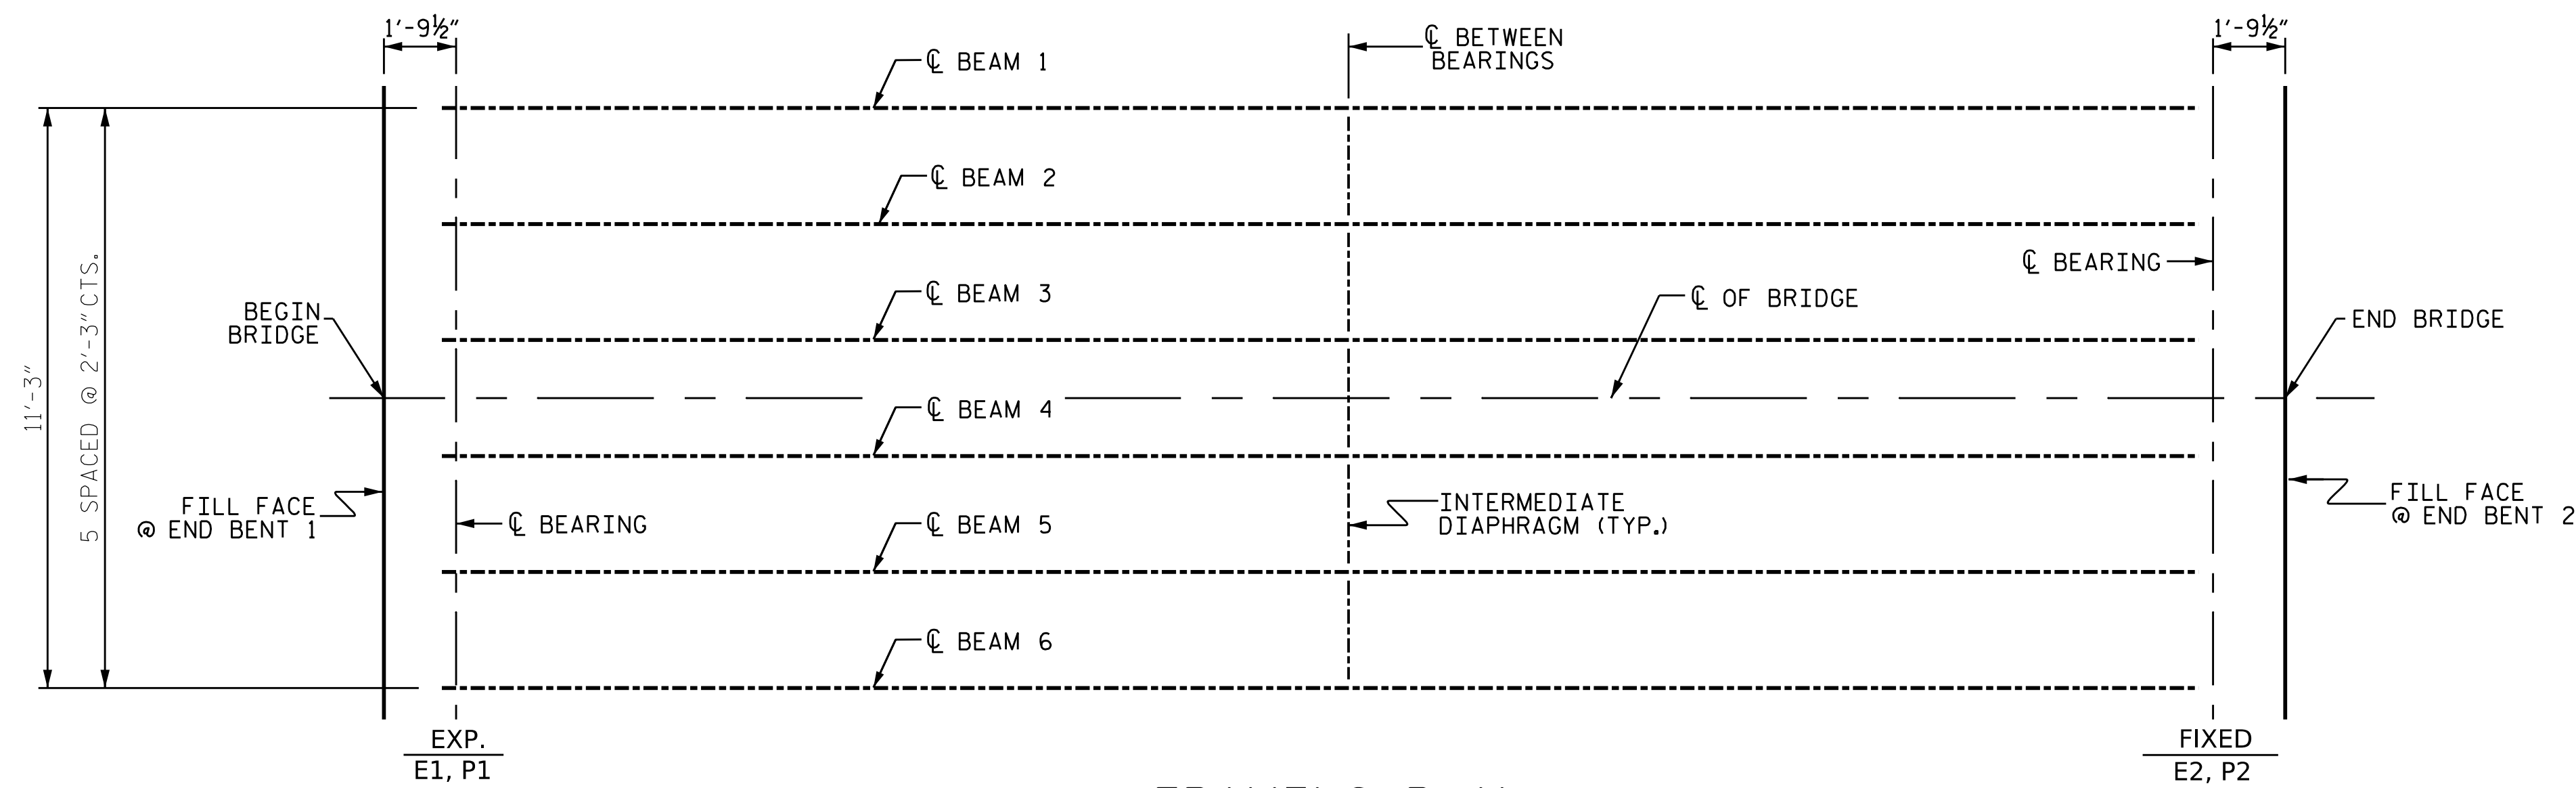 1'-9½"
℄ BETWEEN
BEARINGS
1'-9½"
℄ BEAM 1
℄ BEAM 2
℄ BEARING
℄ BEAM 3
℄ OF BRIDGE
BEGIN
BRIDGE
END BRIDGE
11'-3"
5 SPACED @ 2'-3"CTS.
℄ BEAM 4
FILL FACE
@ END BENT 1
℄ BEARING
℄ BEAM 5
INTERMEDIATE
DIAPHRAGM (TYP.)
FILL FACE
@ END BENT 2
℄ BEAM 6
EXP.
E1, P1
FIXED
E2, P2